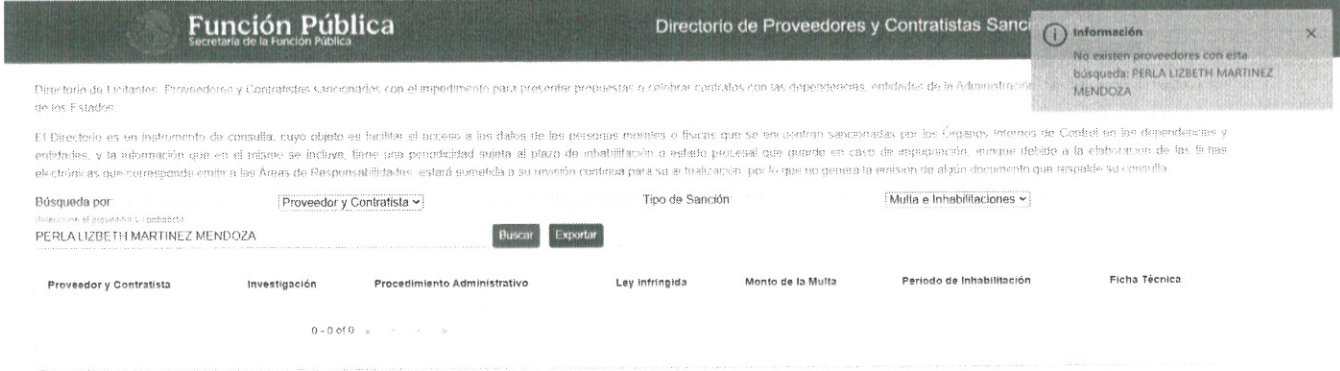 Función Pública
Secretaría de la Función Pública
Directorio de Proveedores y Contratistas Sanci
Información
No existen proveedores con esta
búsqueda: PERLA LIZBETH MARTINEZ
MENDOZA
Directorio de Licitantes, Proveedores y Contratistas sancionados con el impedimento para presentar propuestas o celebrar contratos con las dependencias, entidades de la Administración
de los Estados
El Directorio es un instrumento de consulta, cuyo objeto es facilitar el acceso a los datos de las personas morales o físicas que se encuentran sancionadas por los Órganos Internos de Control en las dependencias y
entidades, y la información que en el mismo se incluye, tiene una periodicidad sujeta al plazo de inhabilitación o estado procesal que guarde en caso de impugnación, aunque debido a la elaboración de las fichas
electrónicas que corresponde emitir a las Áreas de Responsabilidades, estará sometida a su revisión continua para su actualización, por lo que no genera la emisión de algún documento que respalde su consulta.
Búsqueda por: Proveedor y Contratista Tipo de Sanción: Multa e Inhabilitaciones
PERLA LIZBETH MARTINEZ MENDOZA Buscar Exportar
Proveedor y Contratista Investigación Procedimiento Administrativo Ley Infringida Monto de la Multa Periodo de Inhabilitación Ficha Técnica
0 - 0 of 0